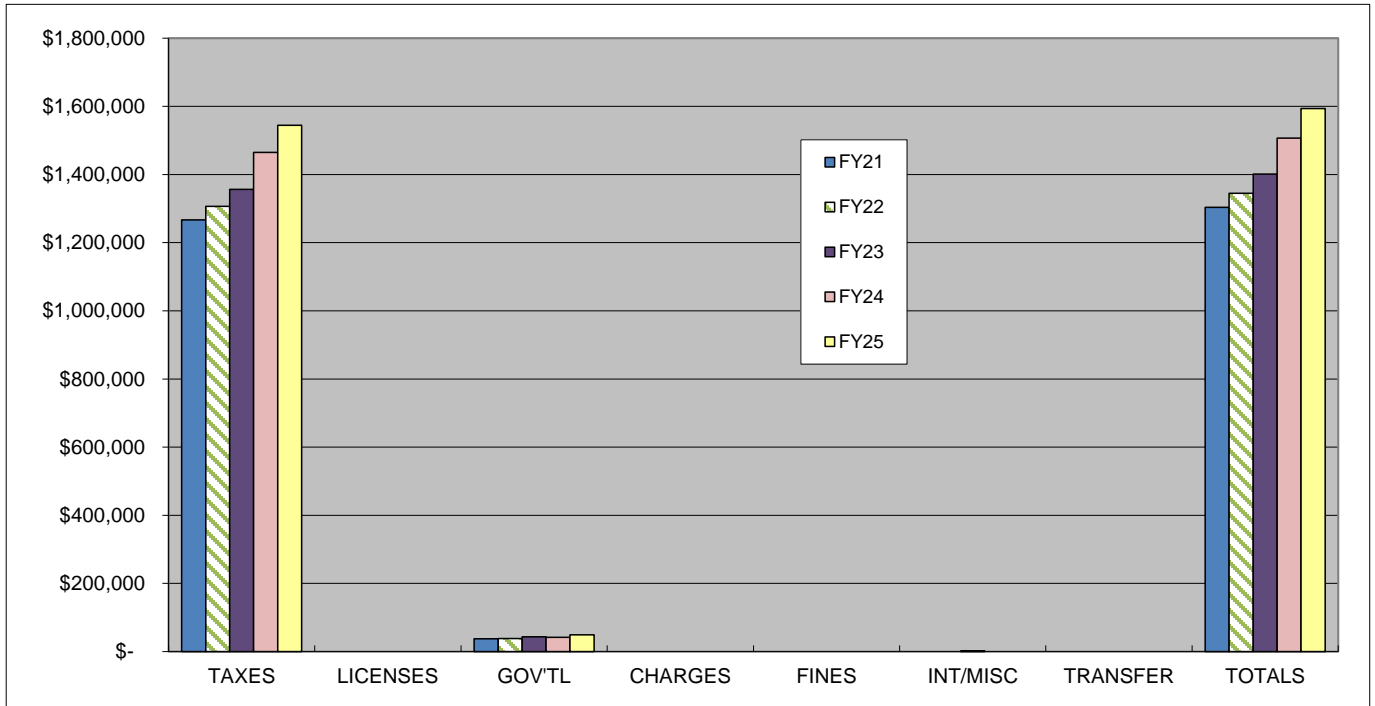 $1,800,000
$1,600,000
$1,400,000
$1,200,000
$1,000,000
$800,000
$600,000
$400,000
$200,000
$-
FY21
FY22
FY23
FY24
FY25
TAXES LICENSES GOV'TL CHARGES FINES INT/MISC TRANSFER TOTALS